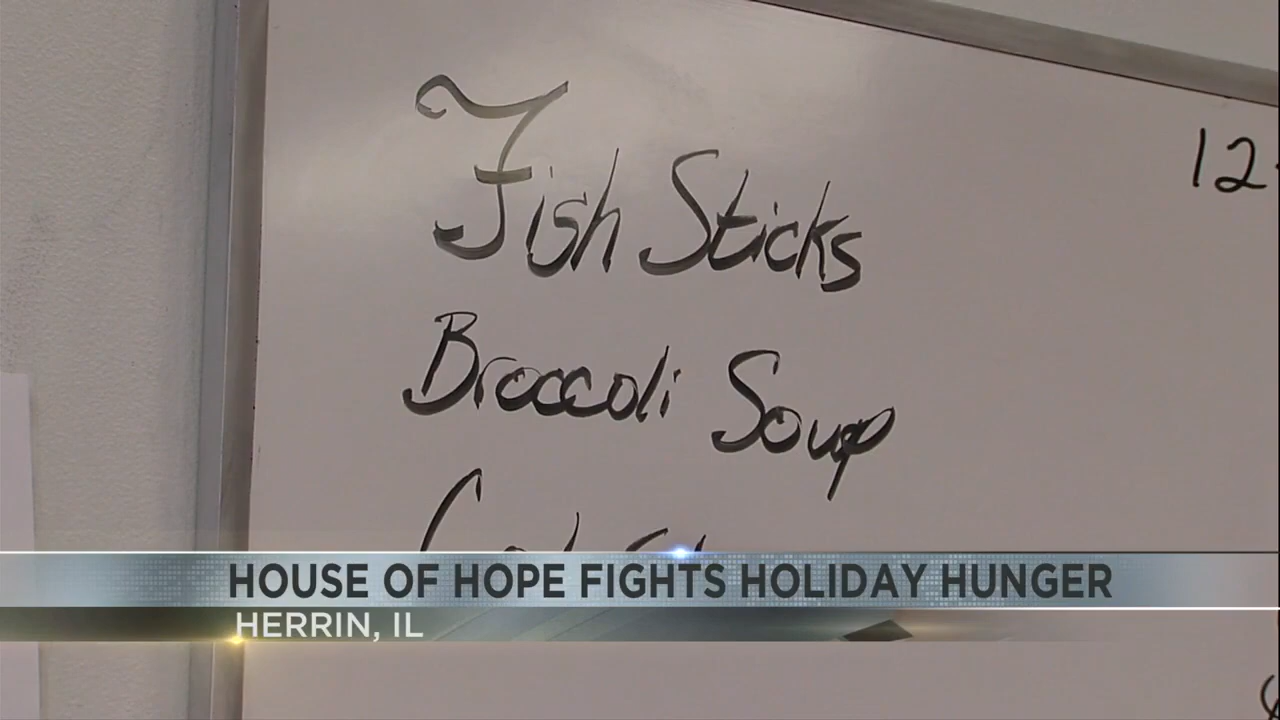 Fish Sticks
12
Broccoli Soup
HOUSE OF HOPE FIGHTS HOLIDAY HUNGER
HERRIN, IL